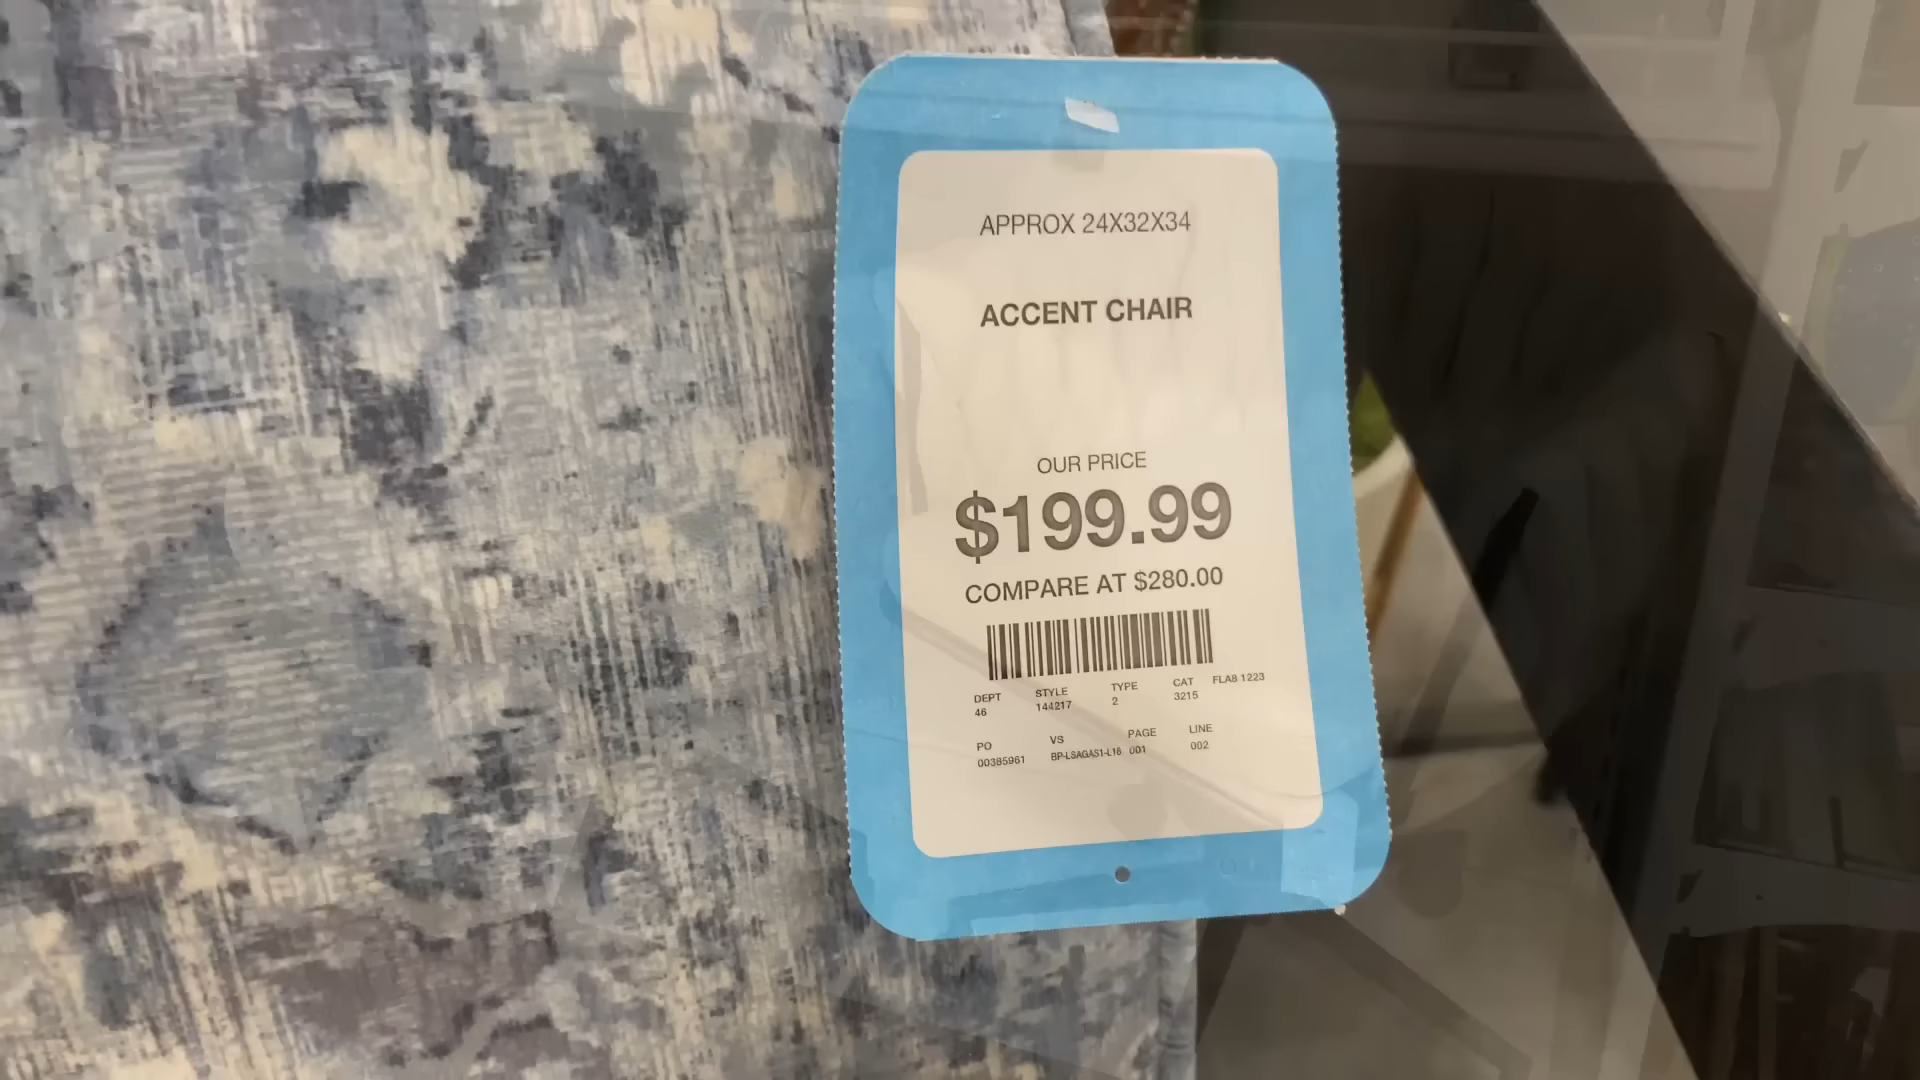 APPROX 24X32X34
ACCENT CHAIR
OUR PRICE
$199.99
COMPARE AT $280.00
DEPT STYLE TYPE CAT FLA8 1223
46 144217 2 3215
PO VS PAGE LINE
00385961 BP-LSAGAS1-L16 001 002